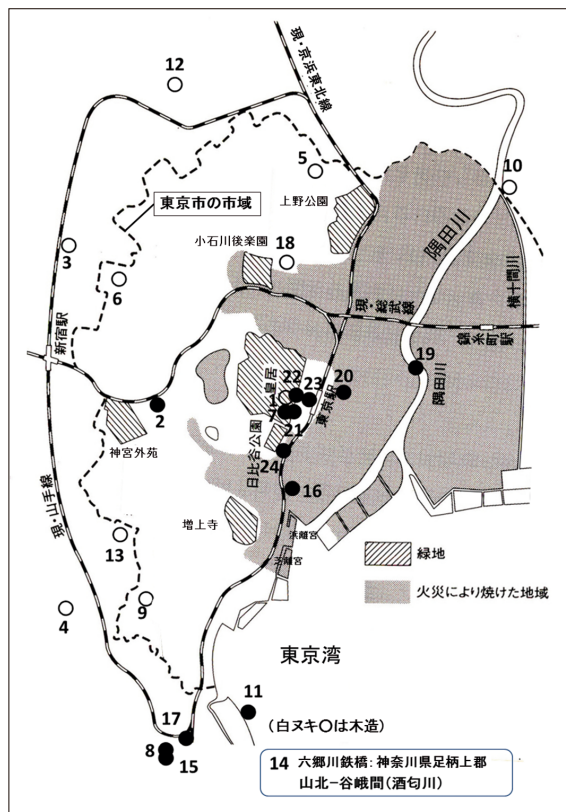 12
現・京浜東北線
5
上野公園
10
東京市の市域
隅田川
横十間川
小石川後楽園
18
3
6
現・総武線
新宿駅
錦糸町駅
皇居
22
23
20
19
隅田川
1
7
21
東京駅
2
日比谷公園
24
神宮外苑
16
増上寺
浜離宮
芝離宮
緑地
現・山手線
13
火災により焼けた地域
4
9
東京湾
11
(白ヌキ〇は木造)
17
8
15
14 六郷川鉄橋:神奈川県足柄上郡
山北−谷峨間(酒匂川)